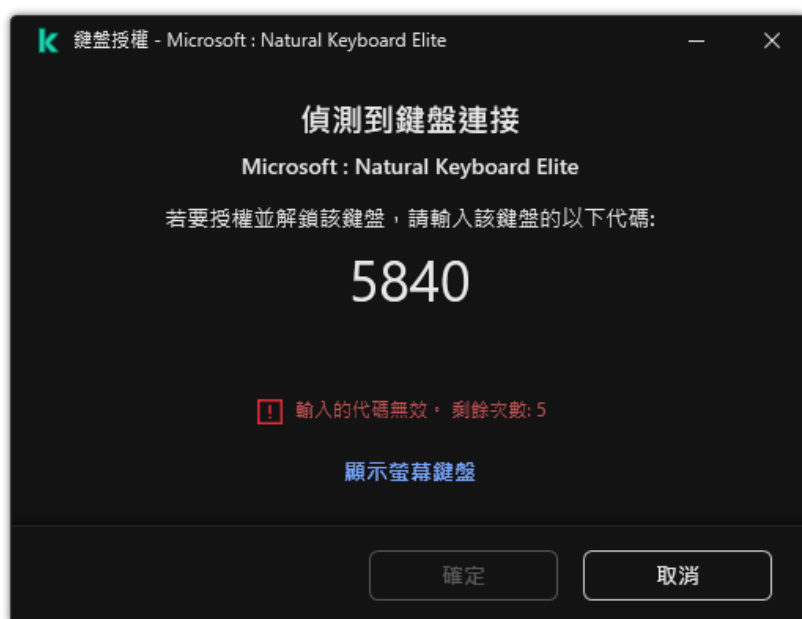 鍵盤授權 - Microsoft : Natural Keyboard Elite
偵測到鍵盤連接
Microsoft : Natural Keyboard Elite
若要授權並解鎖該鍵盤，請輸入該鍵盤的以下代碼:
5840
輸入的代碼無效。 剩餘次數: 5
顯示螢幕鍵盤
確定
取消